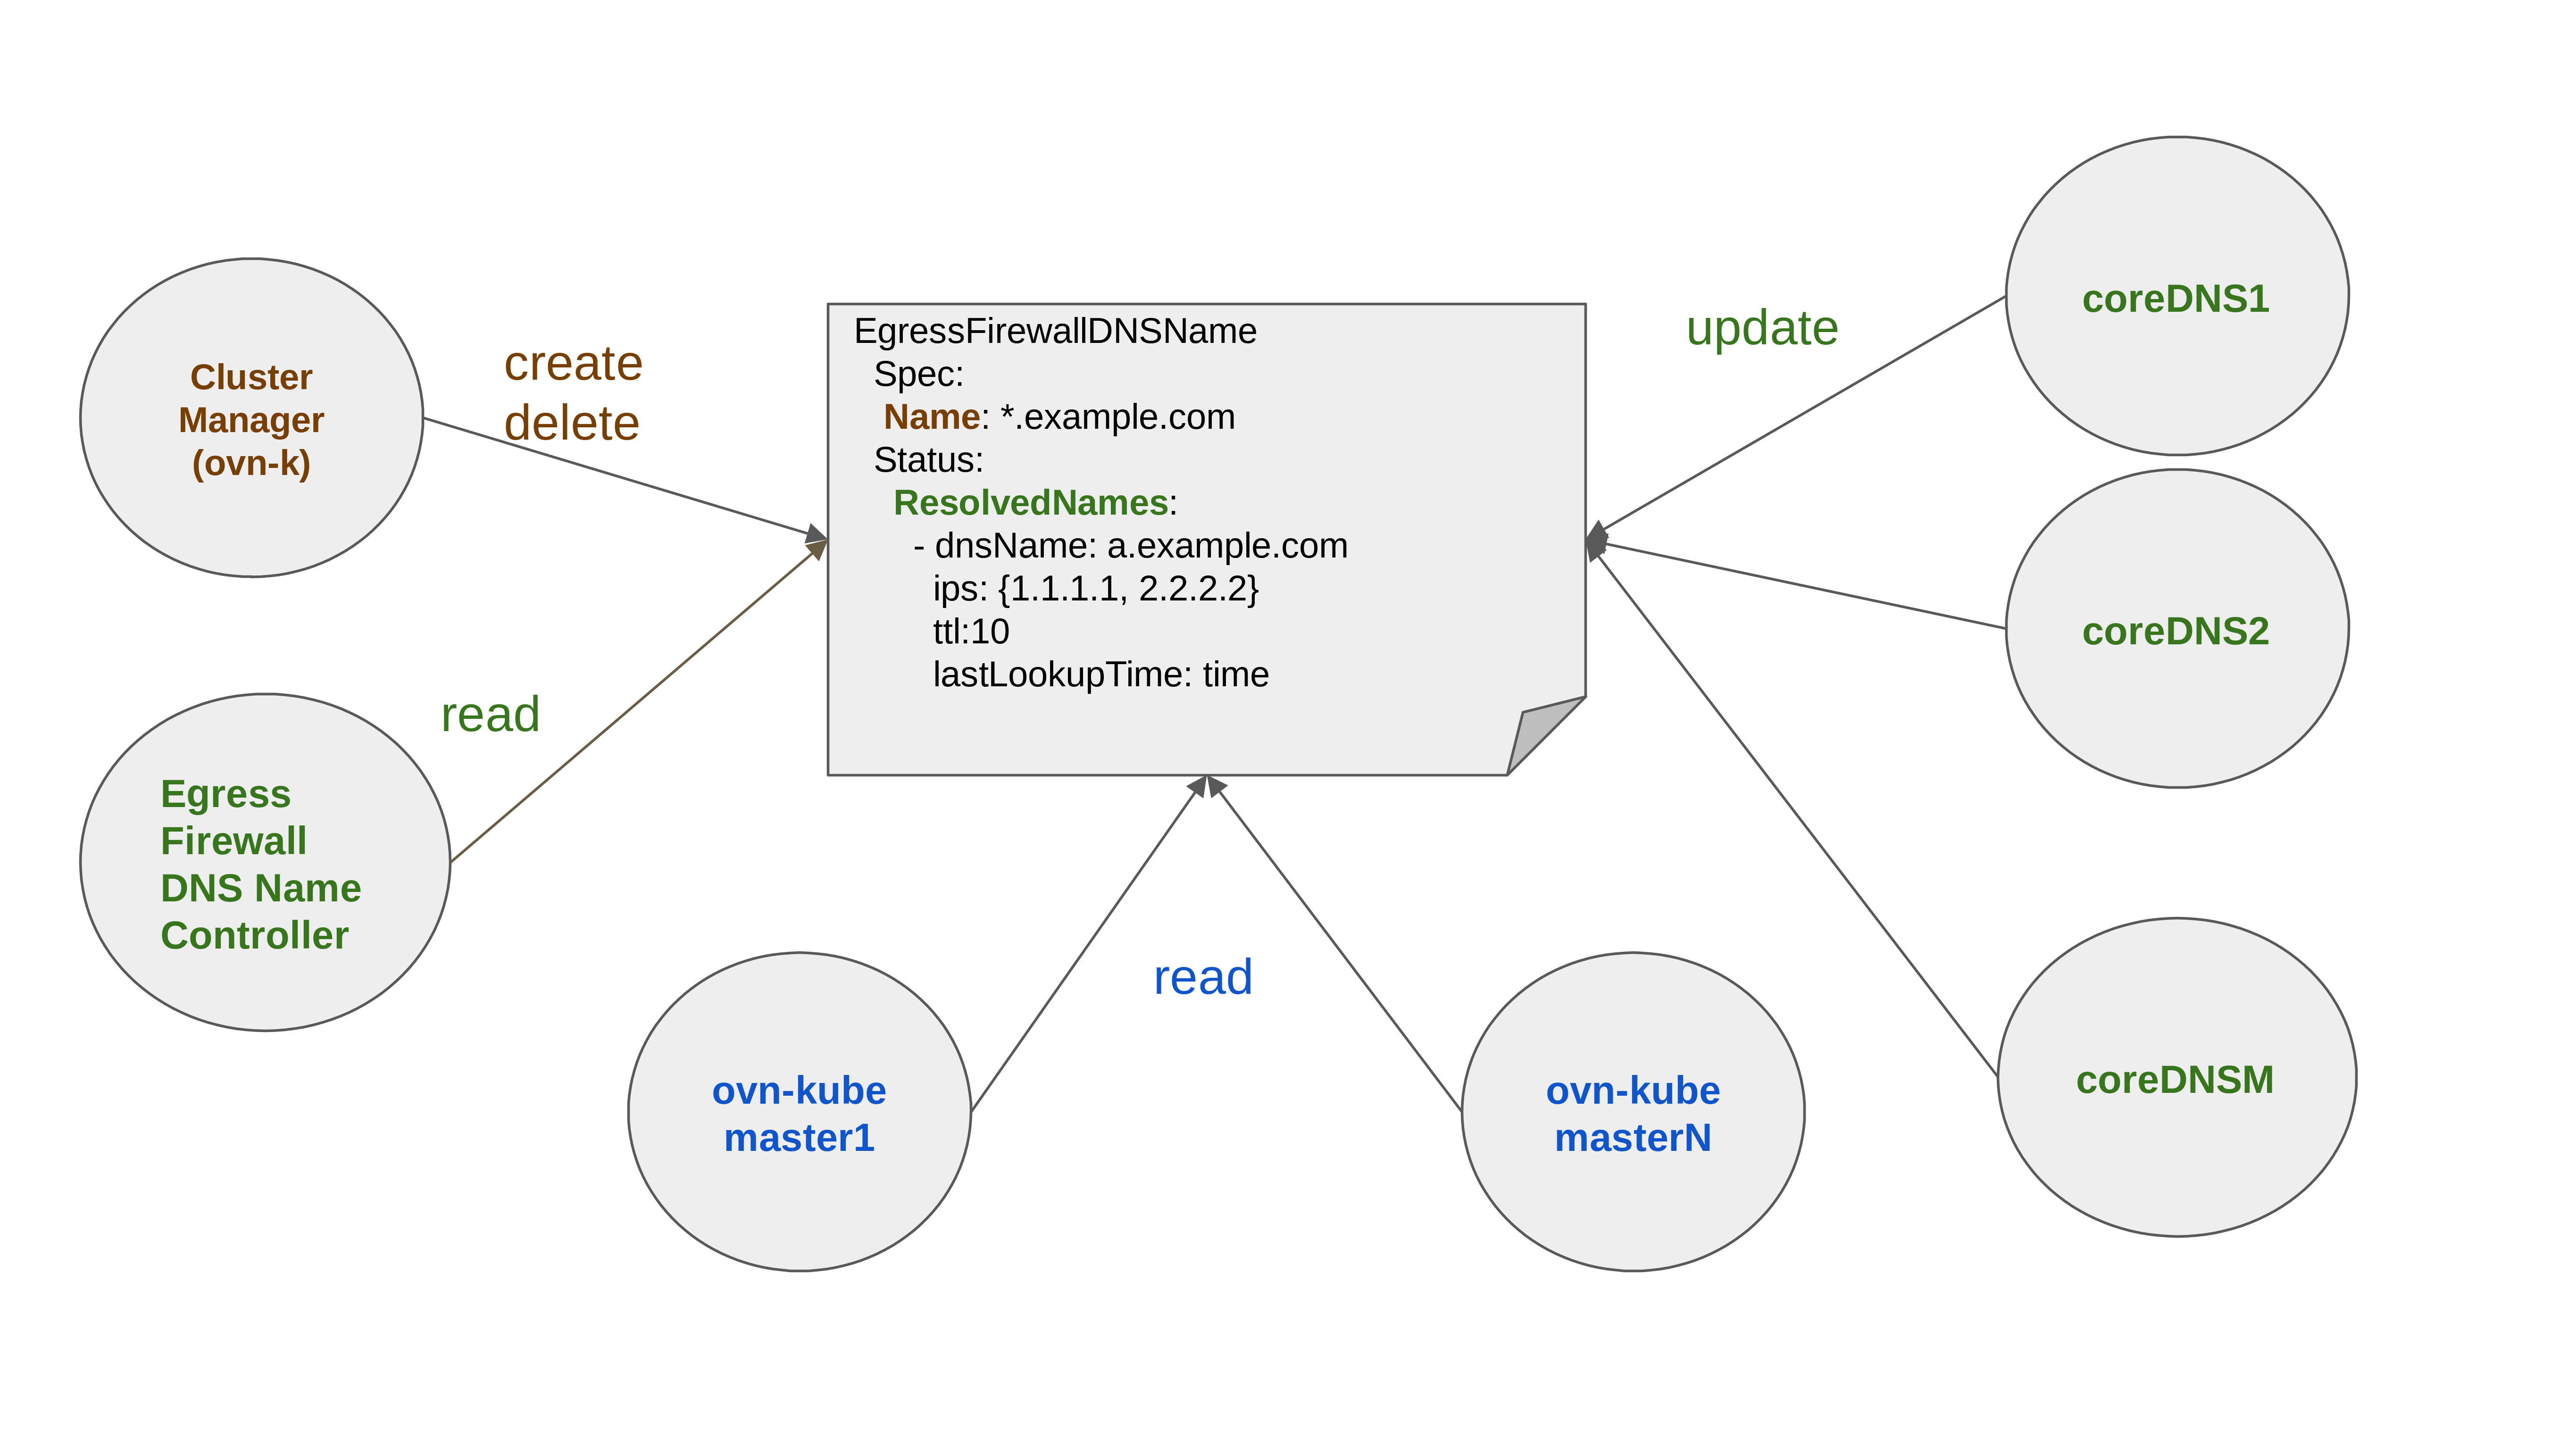 Cluster
Manager
(ovn-k)
create
delete
EgressFirewallDNSName
Spec:
Name: *.example.com
Status:
ResolvedNames:
- dnsName: a.example.com
ips: {1.1.1.1, 2.2.2.2}
ttl:10
lastLookupTime: time
update
coreDNS1
coreDNS2
read
Egress
Firewall
DNS Name
Controller
read
ovn-kube
master1
ovn-kube
masterN
coreDNSM